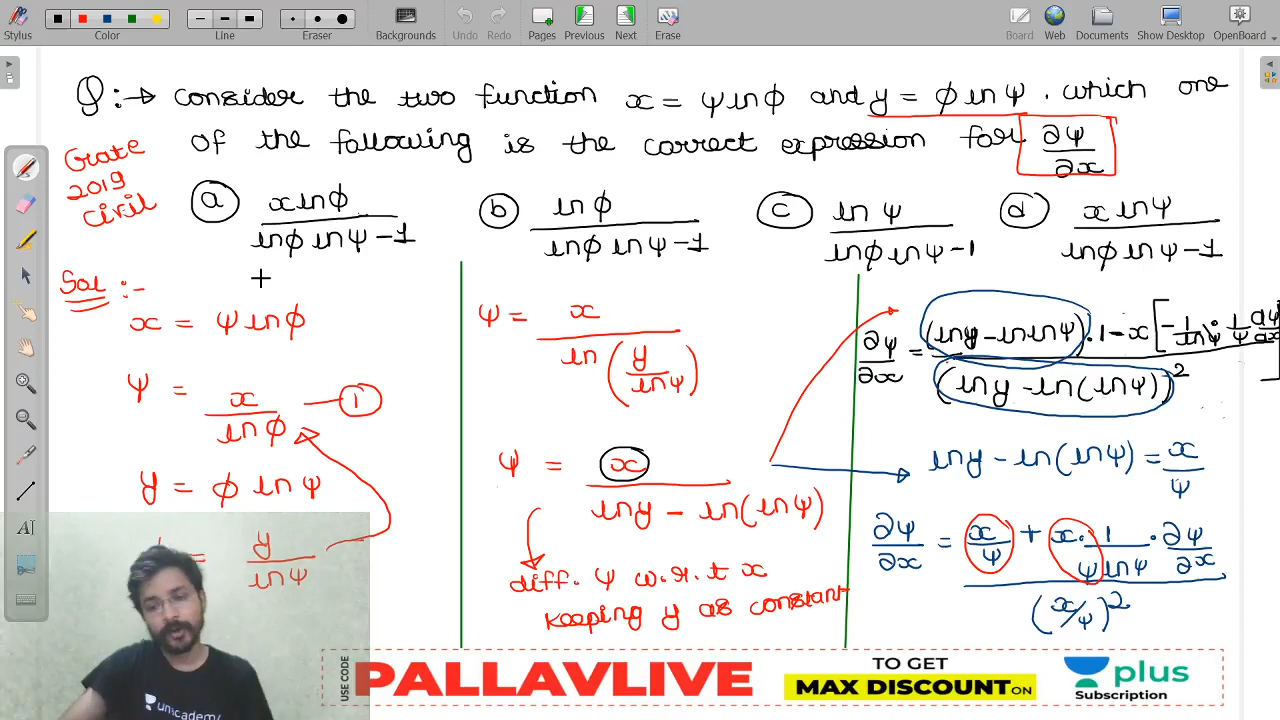 Stylus
Color
Line
Eraser
Backgrounds
Undo
Redo
Pages
Previous
Next
Erase
Board
Web
Documents
Show Desktop
OpenBoard
Q :→ consider the two function x = ψ ln ϕ and y = ϕ ln ψ . which one
of the following is the correct expression for ∂ψ/∂x
Gate
2019
Civil
(a) x ln ϕ / (ln ϕ ln ψ − 1)
(b) ln ϕ / (ln ϕ ln ψ − 1)
(c) ln ψ / (ln ϕ ln ψ − 1)
(d) x ln ψ / (ln ϕ ln ψ − 1)
Sol :-
x = ψ ln ϕ
ψ = x / ln ϕ — (1)
y = ϕ ln ψ
= y / ln ψ
ψ = x / ln (y / ln ψ)
ψ = x / (ln y − ln(ln ψ))
diff. ψ w.r.t x
keeping y as constant
∂ψ/∂x = ((ln y − ln ln ψ) . 1 − x [− 1/ln ψ · 1/ψ ∂ψ/∂x]) / (ln y − ln(ln ψ))²
ln y − ln(ln ψ) = x / ψ
∂ψ/∂x = (x/ψ + x · 1/(ψ ln ψ) · ∂ψ/∂x) / (x/ψ)²
unacademy
USE CODE
PALLAVLIVE
TO GET
MAX DISCOUNT ON
plus
Subscription